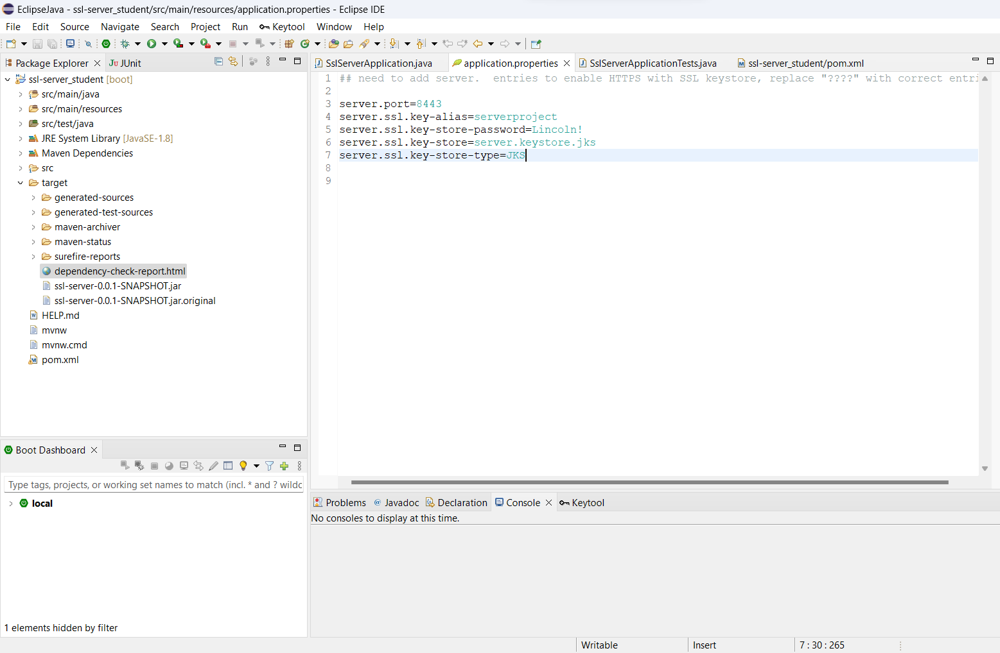 EclipseJava - ssl-server_student/src/main/resources/application.properties - Eclipse IDE
File Edit Source Navigate Search Project Run Keytool Window Help
Package Explorer JUnit
ssl-server_student [boot]
src/main/java
src/main/resources
src/test/java
JRE System Library [JavaSE-1.8]
Maven Dependencies
src
target
generated-sources
generated-test-sources
maven-archiver
maven-status
surefire-reports
dependency-check-report.html
ssl-server-0.0.1-SNAPSHOT.jar
ssl-server-0.0.1-SNAPSHOT.jar.original
HELP.md
mvnw
mvnw.cmd
pom.xml
Boot Dashboard
Type tags, projects, or working set names to match (incl. * and ? wildc
local
1 elements hidden by filter
SslServerApplication.java application.properties SslServerApplicationTests.java ssl-server_student/pom.xml
1 ## need to add server.  entries to enable HTTPS with SSL keystore, replace "????" with correct entri
2
3 server.port=8443
4 server.ssl.key-alias=serverproject
5 server.ssl.key-store-password=Lincoln!
6 server.ssl.key-store=server.keystore.jks
7 server.ssl.key-store-type=JKS
8
9
Problems Javadoc Declaration Console Keytool
No consoles to display at this time.
Writable Insert 7 : 30 : 265